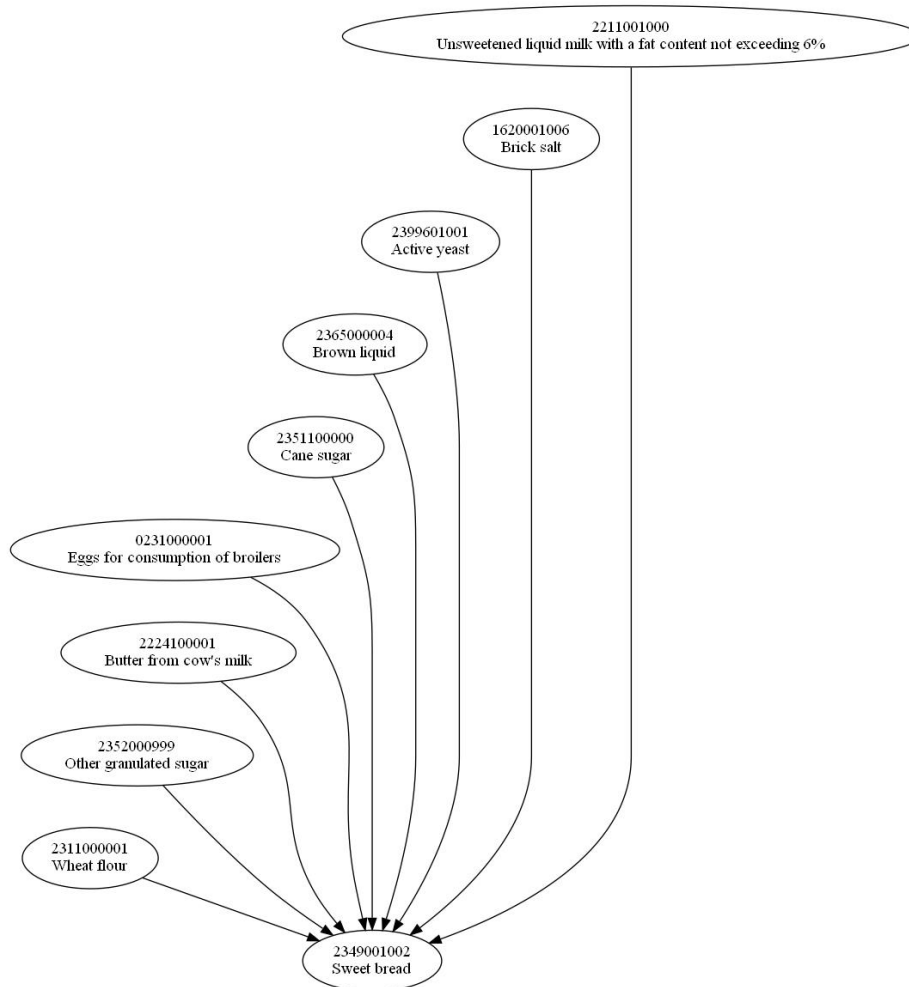 2211001000
Unsweetened liquid milk with a fat content not exceeding 6%
1620001006
Brick salt
2399601001
Active yeast
2365000004
Brown liquid
2351100000
Cane sugar
0231000001
Eggs for consumption of broilers
2224100001
Butter from cow's milk
2352000999
Other granulated sugar
2311000001
Wheat flour
2349001002
Sweet bread